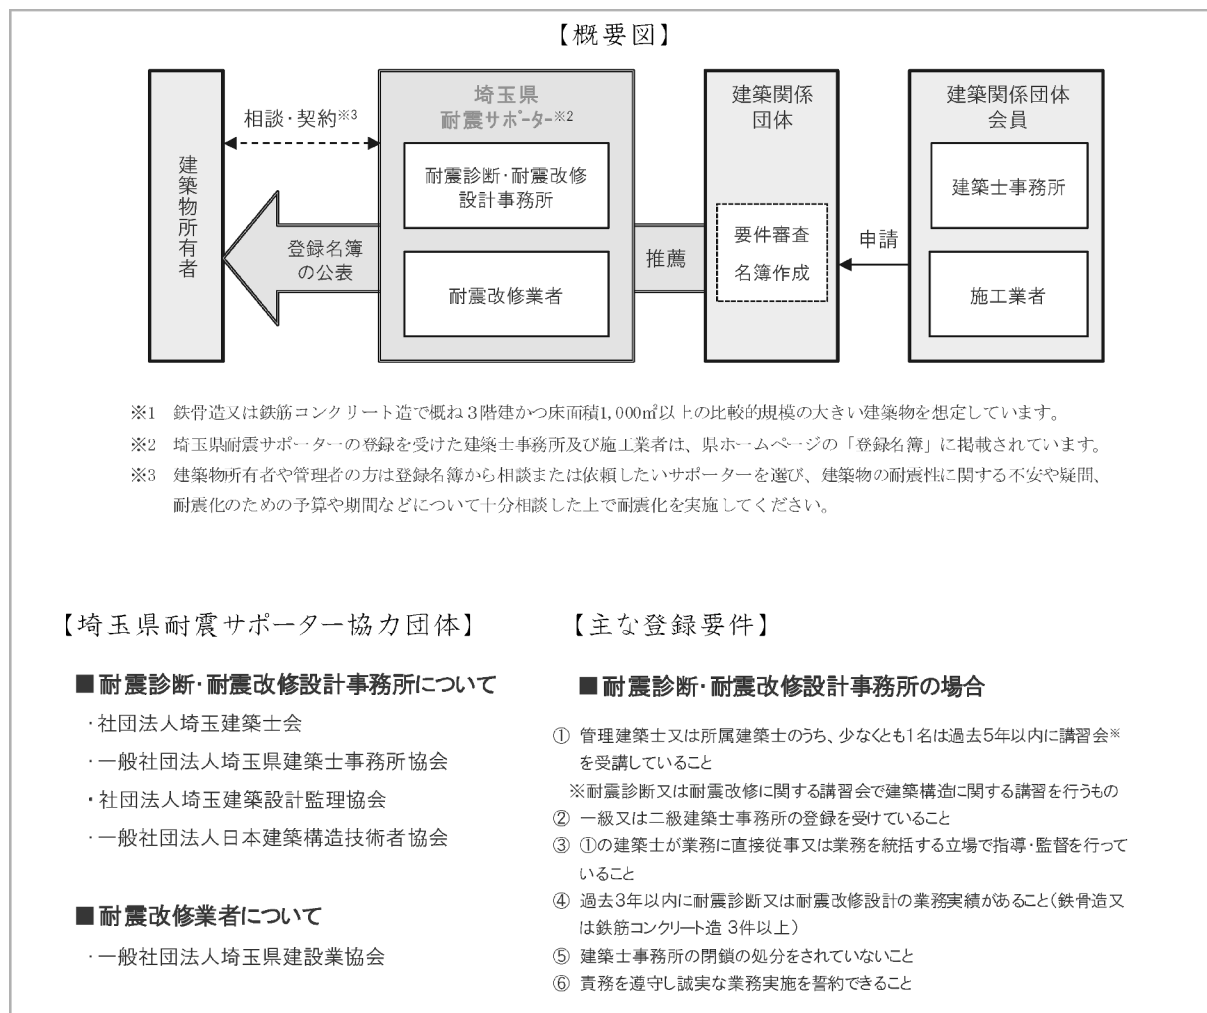 【概要図】
建築物所有者
相談・契約※3
登録名簿
の公表
埼玉県
耐震サポーター※2
耐震診断・耐震改修
設計事務所
耐震改修業者
推薦
建築関係
団体
要件審査
名簿作成
申請
建築関係団体
会員
建築士事務所
施工業者
※1 鉄骨造又は鉄筋コンクリート造で概ね3階建かつ床面積1,000㎡以上の比較的規模の大きい建築物を想定しています。
※2 埼玉県耐震サポーターの登録を受けた建築士事務所及び施工業者は、県ホームページの「登録名簿」に掲載されています。
※3 建築物所有者や管理者の方は登録名簿から相談または依頼したいサポーターを選び、建築物の耐震性に関する不安や疑問、
耐震化のための予算や期間などについて十分相談した上で耐震化を実施してください。
【埼玉県耐震サポーター協力団体】
■耐震診断・耐震改修設計事務所について
・社団法人埼玉建築士会
・一般社団法人埼玉県建築士事務所協会
・社団法人埼玉建築設計監理協会
・一般社団法人日本建築構造技術者協会
■耐震改修業者について
・一般社団法人埼玉県建設業協会
【主な登録要件】
■耐震診断・耐震改修設計事務所の場合
① 管理建築士又は所属建築士のうち、少なくとも1名は過去5年以内に講習会※
を受講していること
※耐震診断又は耐震改修に関する講習会で建築構造に関する講習を行うもの
② 一級又は二級建築士事務所の登録を受けていること
③ ①の建築士が業務に直接従事又は業務を統括する立場で指導・監督を行って
いること
④ 過去3年以内に耐震診断又は耐震改修設計の業務実績があること(鉄骨造又
は鉄筋コンクリート造 3件以上)
⑤ 建築士事務所の閉鎖の処分をされていないこと
⑥ 責務を遵守し誠実な業務実施を誓約できること